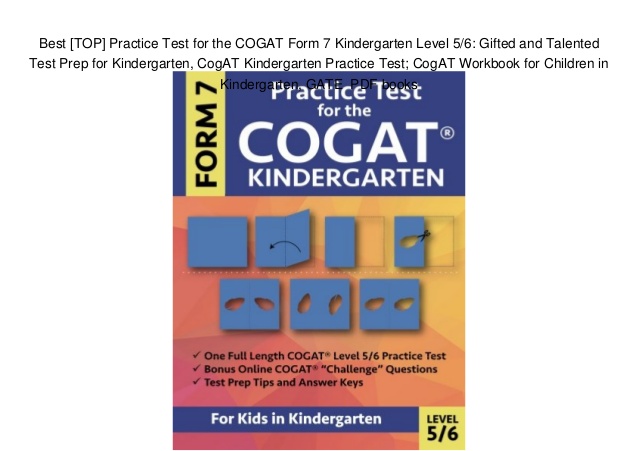 Best [TOP] Practice Test for the COGAT Form 7 Kindergarten Level 5/6: Gifted and Talented
Test Prep for Kindergarten, CogAT Kindergarten Practice Test; CogAT Workbook for Children in
Kindergarten, GATE PDF books
FORM 7
Practice Test
for the
COGAT®
KINDERGARTEN
✓ One Full Length COGAT® Level 5/6 Practice Test
✓ Bonus Online COGAT® "Challenge" Questions
✓ Test Prep Tips and Answer Keys
For Kids in Kindergarten
LEVEL
5/6